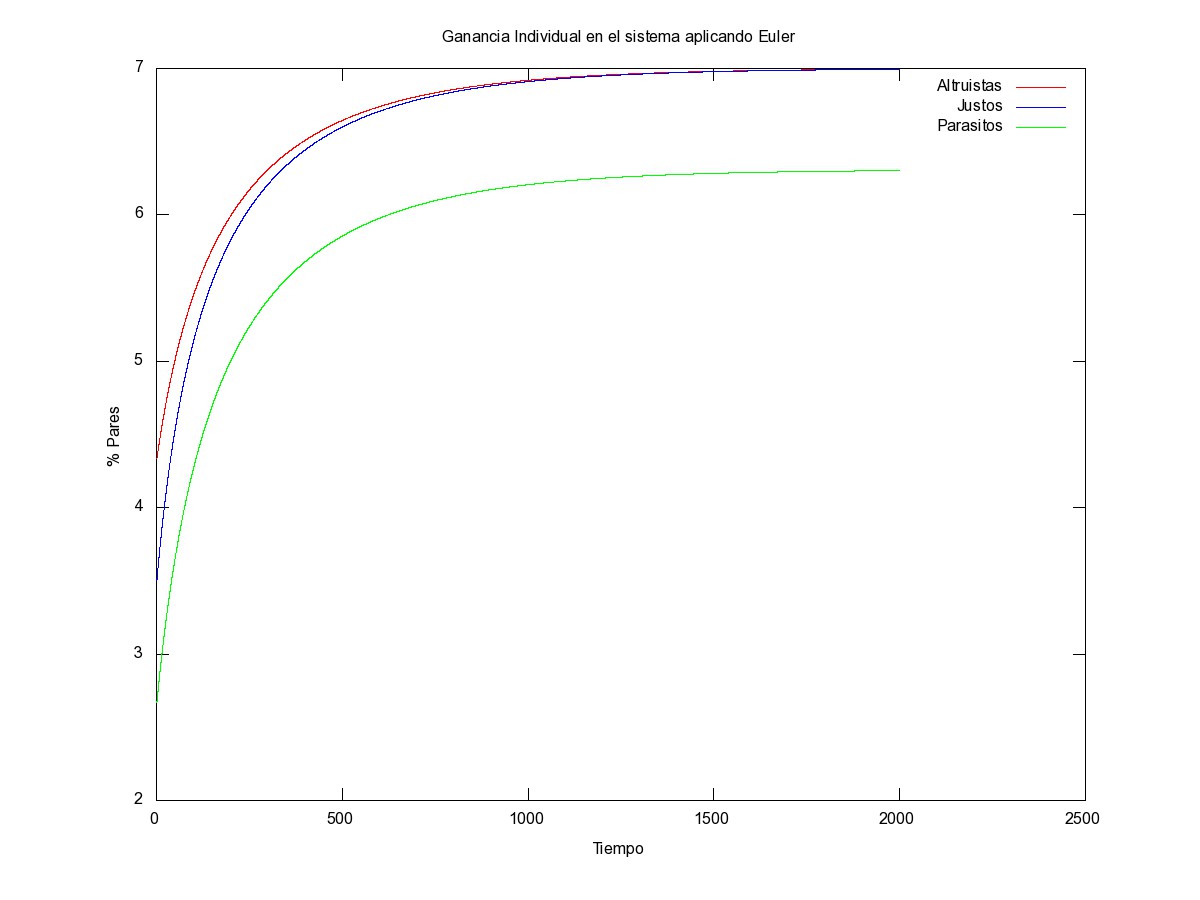 Ganancia Individual en el sistema aplicando Euler
7
Altruistas
Justos
Parasitos
6
5
% Pares
4
3
2
0 500 1000 1500 2000 2500
Tiempo